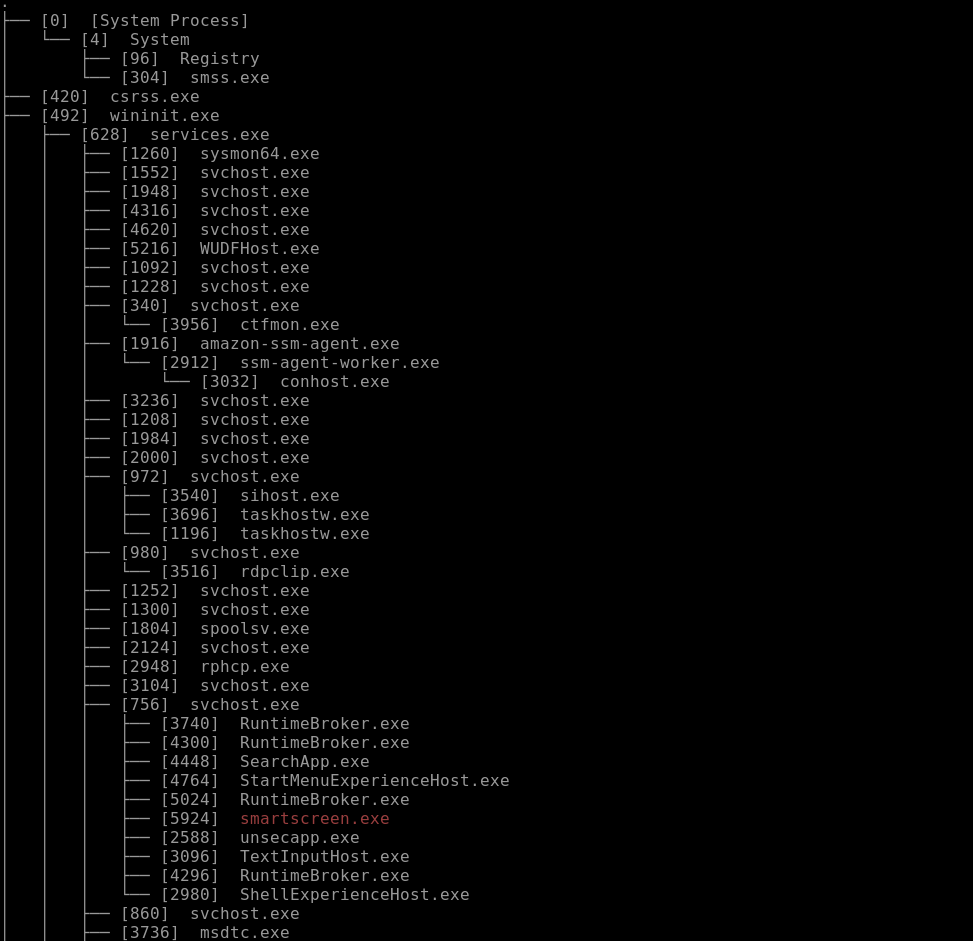 .
├── [0]  [System Process]
│   └── [4]  System
│       ├── [96]  Registry
│       └── [304]  smss.exe
├── [420]  csrss.exe
├── [492]  wininit.exe
│   ├── [628]  services.exe
│   │   ├── [1260]  sysmon64.exe
│   │   ├── [1552]  svchost.exe
│   │   ├── [1948]  svchost.exe
│   │   ├── [4316]  svchost.exe
│   │   ├── [4620]  svchost.exe
│   │   ├── [5216]  WUDFHost.exe
│   │   ├── [1092]  svchost.exe
│   │   ├── [1228]  svchost.exe
│   │   ├── [340]  svchost.exe
│   │   │   └── [3956]  ctfmon.exe
│   │   ├── [1916]  amazon-ssm-agent.exe
│   │   │   └── [2912]  ssm-agent-worker.exe
│   │   │       └── [3032]  conhost.exe
│   │   ├── [3236]  svchost.exe
│   │   ├── [1208]  svchost.exe
│   │   ├── [1984]  svchost.exe
│   │   ├── [2000]  svchost.exe
│   │   ├── [972]  svchost.exe
│   │   │   ├── [3540]  sihost.exe
│   │   │   ├── [3696]  taskhostw.exe
│   │   │   └── [1196]  taskhostw.exe
│   │   ├── [980]  svchost.exe
│   │   │   └── [3516]  rdpclip.exe
│   │   ├── [1252]  svchost.exe
│   │   ├── [1300]  svchost.exe
│   │   ├── [1804]  spoolsv.exe
│   │   ├── [2124]  svchost.exe
│   │   ├── [2948]  rphcp.exe
│   │   ├── [3104]  svchost.exe
│   │   ├── [756]  svchost.exe
│   │   │   ├── [3740]  RuntimeBroker.exe
│   │   │   ├── [4300]  RuntimeBroker.exe
│   │   │   ├── [4448]  SearchApp.exe
│   │   │   ├── [4764]  StartMenuExperienceHost.exe
│   │   │   ├── [5024]  RuntimeBroker.exe
│   │   │   ├── [5924]  smartscreen.exe
│   │   │   ├── [2588]  unsecapp.exe
│   │   │   ├── [3096]  TextInputHost.exe
│   │   │   ├── [4296]  RuntimeBroker.exe
│   │   │   └── [2980]  ShellExperienceHost.exe
│   │   ├── [860]  svchost.exe
│   │   ├── [3736]  msdtc.exe